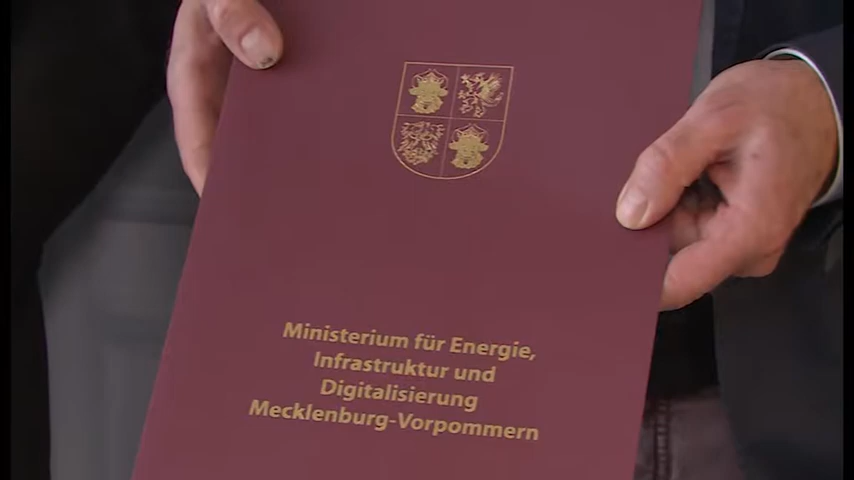 Ministerium für Energie,
Infrastruktur und
Digitalisierung
Mecklenburg-Vorpommern